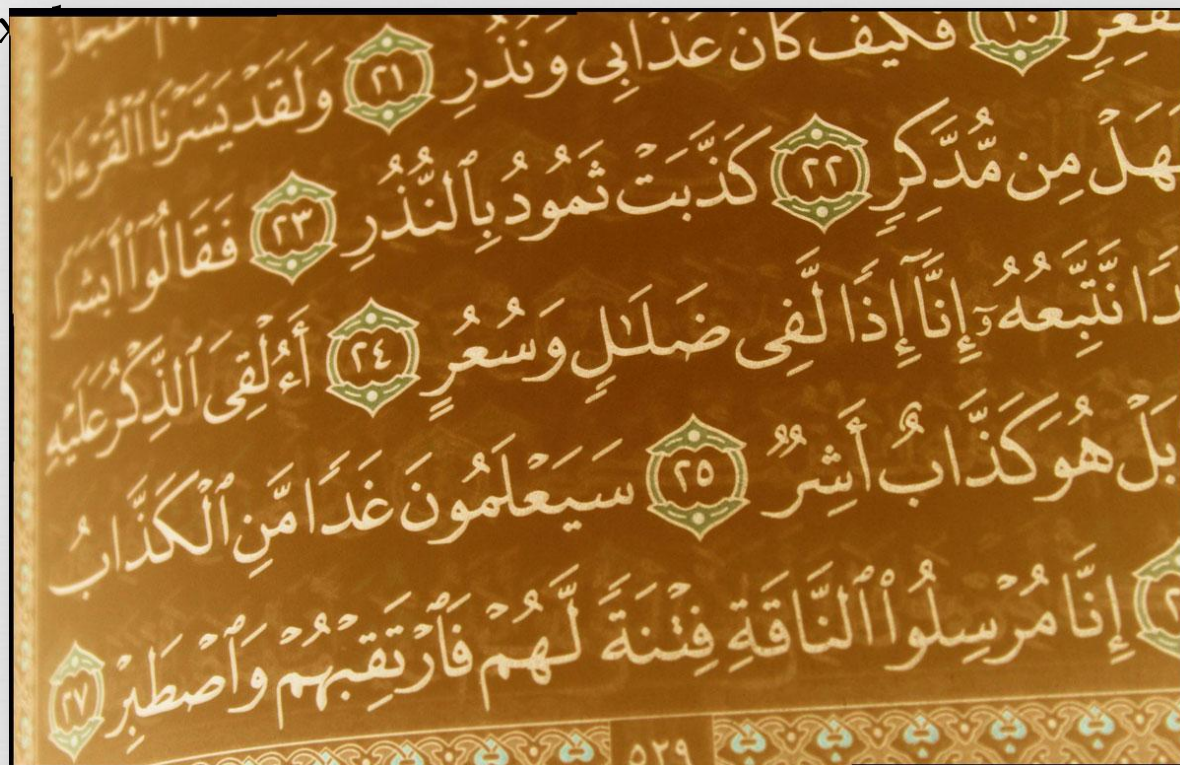 فَكَيْفَ كَانَ عَذَابِى وَنُذُرِ ٢١ وَلَقَدْ يَسَّرْنَا ٱلْقُرْءَانَ
هَلْ مِن مُّدَّكِرٍ ٢٢ كَذَّبَتْ ثَمُودُ بِٱلنُّذُرِ ٢٣ فَقَالُوٓا۟ أَبَشَرًا
نَّتَّبِعُهُۥٓ إِنَّآ إِذًا لَّفِى ضَلَـٰلٍ وَسُعُرٍ ٢٤ أَءُلْقِىَ ٱلذِّكْرُ عَلَيْهِ
بَلْ هُوَ كَذَّابٌ أَشِرٌ ٢٥ سَيَعْلَمُونَ غَدًا مَّنِ ٱلْكَذَّابُ
إِنَّا مُرْسِلُوا۟ ٱلنَّاقَةِ فِتْنَةً لَّهُمْ فَٱرْتَقِبْهُمْ وَٱصْطَبِرْ ٢٧
٥٢٩